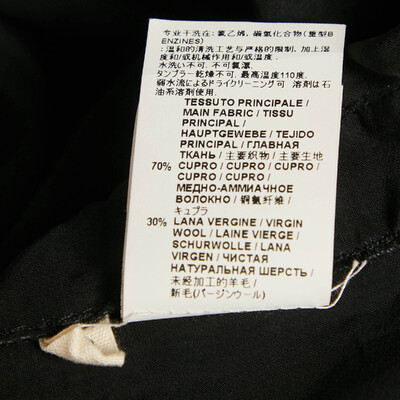 专业干洗在: 氯乙烯, 碳氢化合物 (重型B
ENZINES)
:温和的清洗工艺与严格的限制, 加上湿
度和/或机械作用和/或温度.
水洗い不可. 不可氯漂.
タンブラー乾燥不可. 最高温度110度.
弱水流によるドライクリーニング可 溶剤は石
油系溶剤を使用
TESSUTO PRINCIPALE /
MAIN FABRIC / TISSU
PRINCIPAL /
HAUPTGEWEBE / TEJIDO
PRINCIPAL / ГЛАВНАЯ
ТКАНЬ / 主要织物 / 主要生地
70% CUPRO / CUPRO / CUPRO /
CUPRO / CUPRO /
МЕДНО-АММИАЧНОЕ
ВОЛОКНО / 铜氨纤维 /
キュプラ
30% LANA VERGINE / VIRGIN
WOOL / LAINE VIERGE /
SCHURWOLLE / LANA
VIRGEN / ЧИСТАЯ
НАТУРАЛЬНАЯ ШЕРСТЬ /
未经加工的羊毛 /
新毛(バージンウール)